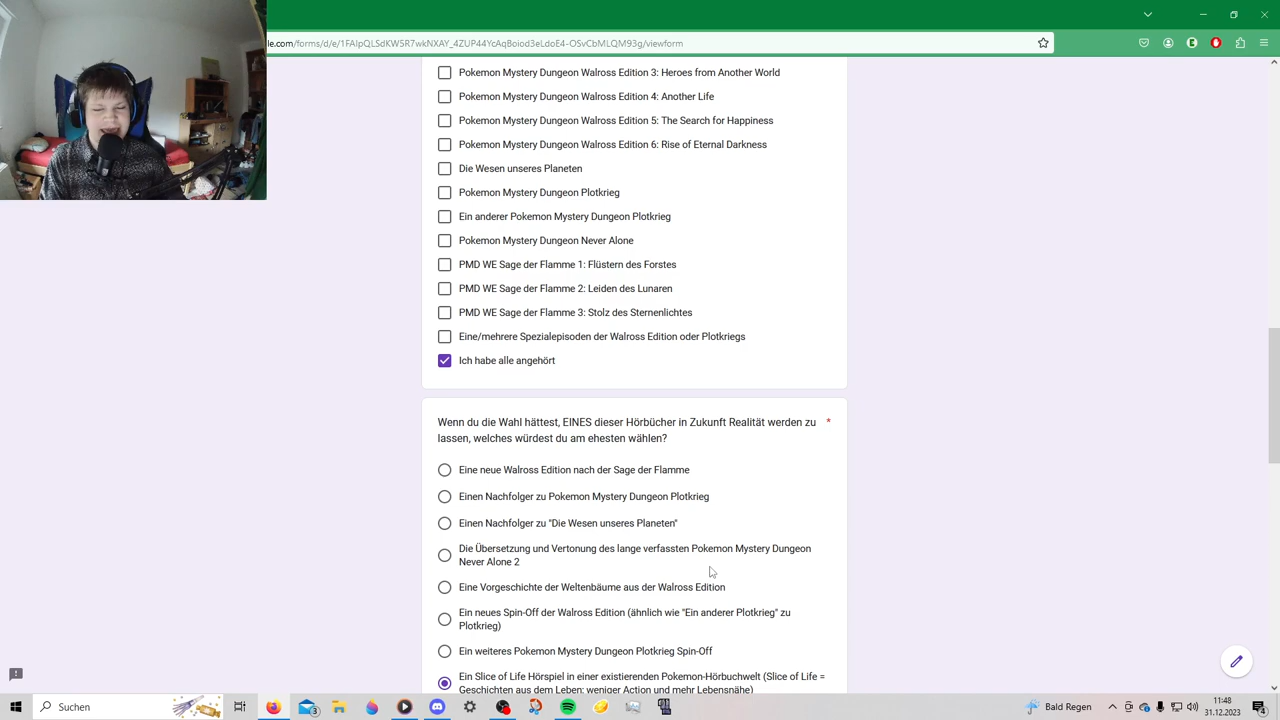 le.com/forms/d/e/1FAIpQLSdKW5R7wkNXAY_4ZUP44YcAqBoiod3eLdoE4-OSvCbMLQM93g/viewform
Pokemon Mystery Dungeon Walross Edition 3: Heroes from Another World
Pokemon Mystery Dungeon Walross Edition 4: Another Life
Pokemon Mystery Dungeon Walross Edition 5: The Search for Happiness
Pokemon Mystery Dungeon Walross Edition 6: Rise of Eternal Darkness
Die Wesen unseres Planeten
Pokemon Mystery Dungeon Plotkrieg
Ein anderer Pokemon Mystery Dungeon Plotkrieg
Pokemon Mystery Dungeon Never Alone
PMD WE Sage der Flamme 1: Flüstern des Forstes
PMD WE Sage der Flamme 2: Leiden des Lunaren
PMD WE Sage der Flamme 3: Stolz des Sternenlichtes
Eine/mehrere Spezialepisoden der Walross Edition oder Plotkriegs
Ich habe alle angehört
Wenn du die Wahl hättest, EINES dieser Hörbücher in Zukunft Realität werden zu *
lassen, welches würdest du am ehesten wählen?
Eine neue Walross Edition nach der Sage der Flamme
Einen Nachfolger zu Pokemon Mystery Dungeon Plotkrieg
Einen Nachfolger zu "Die Wesen unseres Planeten"
Die Übersetzung und Vertonung des lange verfassten Pokemon Mystery Dungeon
Never Alone 2
Eine Vorgeschichte der Weltenbäume aus der Walross Edition
Ein neues Spin-Off der Walross Edition (ähnlich wie "Ein anderer Plotkrieg" zu
Plotkrieg)
Ein weiteres Pokemon Mystery Dungeon Plotkrieg Spin-Off
Ein Slice of Life Hörspiel in einer existierenden Pokemon-Hörbuchwelt (Slice of Life =
Geschichten aus dem Leben; weniger Action und mehr Lebensnähe)
Suchen
3
Bald Regen
11:48
31.12.2023
4